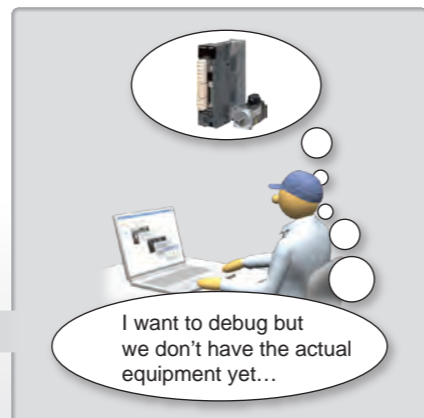 I want to debug but
we don’t have the actual
equipment yet…